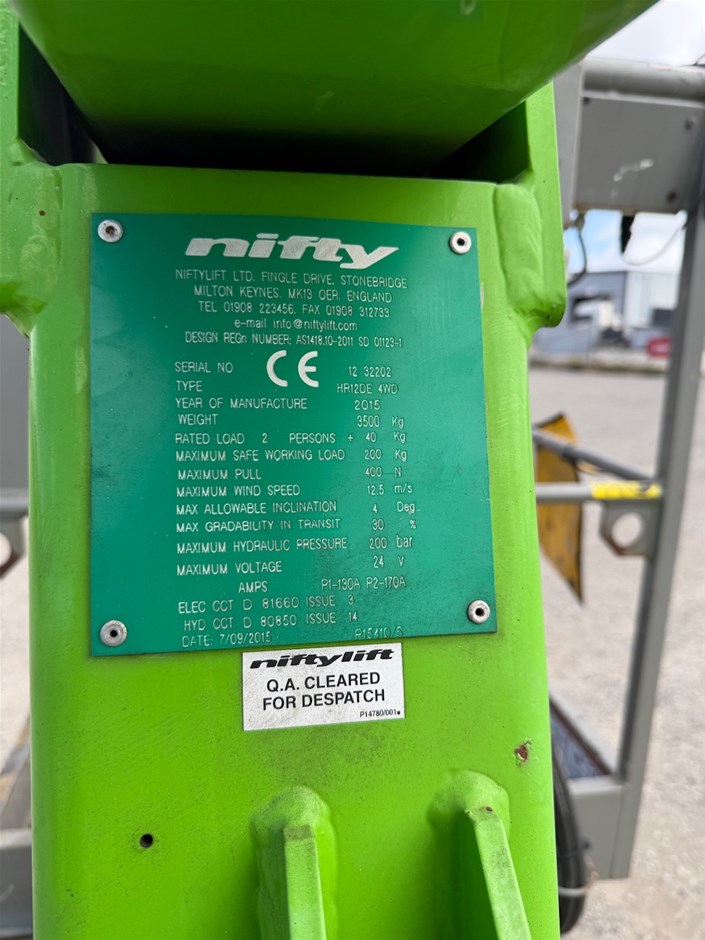 nifty
NIFTYLIFT LTD. FINGLE DRIVE, STONEBRIDGE
MILTON KEYNES. MK13 OER. ENGLAND
TEL 01908 223456. FAX 01908 312733
e-mail info@niftylift.com
DESIGN REGn NUMBER: AS1418.10-2011 SD 01123-1
CE
SERIAL NO 12 32202
TYPE HR12DE 4WD
YEAR OF MANUFACTURE 2015
WEIGHT 3500 Kg
RATED LOAD 2 PERSONS + 40 Kg
MAXIMUM SAFE WORKING LOAD 200 Kg
MAXIMUM PULL 400 N
MAXIMUM WIND SPEED 12.5 m/s
MAX ALLOWABLE INCLINATION 4 Deg
MAX GRADABILITY IN TRANSIT 30 %
MAXIMUM HYDRAULIC PRESSURE 200 bar
MAXIMUM VOLTAGE 24 V
AMPS P1-130A P2-170A
ELEC CCT D 81660 ISSUE 3
HYD CCT D 80850 ISSUE 14
DATE: 7/09/2015
niftylift
Q.A. CLEARED
FOR DESPATCH
P14780/001